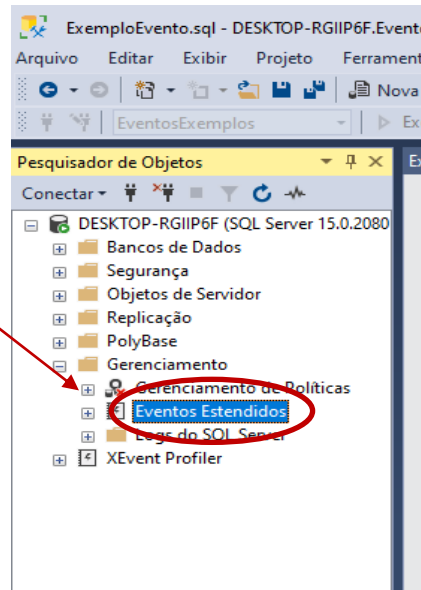 ExemploEvento.sql - DESKTOP-RGIIP6F.Evento
Arquivo Editar Exibir Projeto Ferrament
Nova
EventosExemplos Ex
Pesquisador de Objetos Ex
Conectar
DESKTOP-RGIIP6F (SQL Server 15.0.2080
Bancos de Dados
Segurança
Objetos de Servidor
Replicação
PolyBase
Gerenciamento
Gerenciamento de Políticas
Eventos Estendidos
Logs do SQL Server
XEvent Profiler